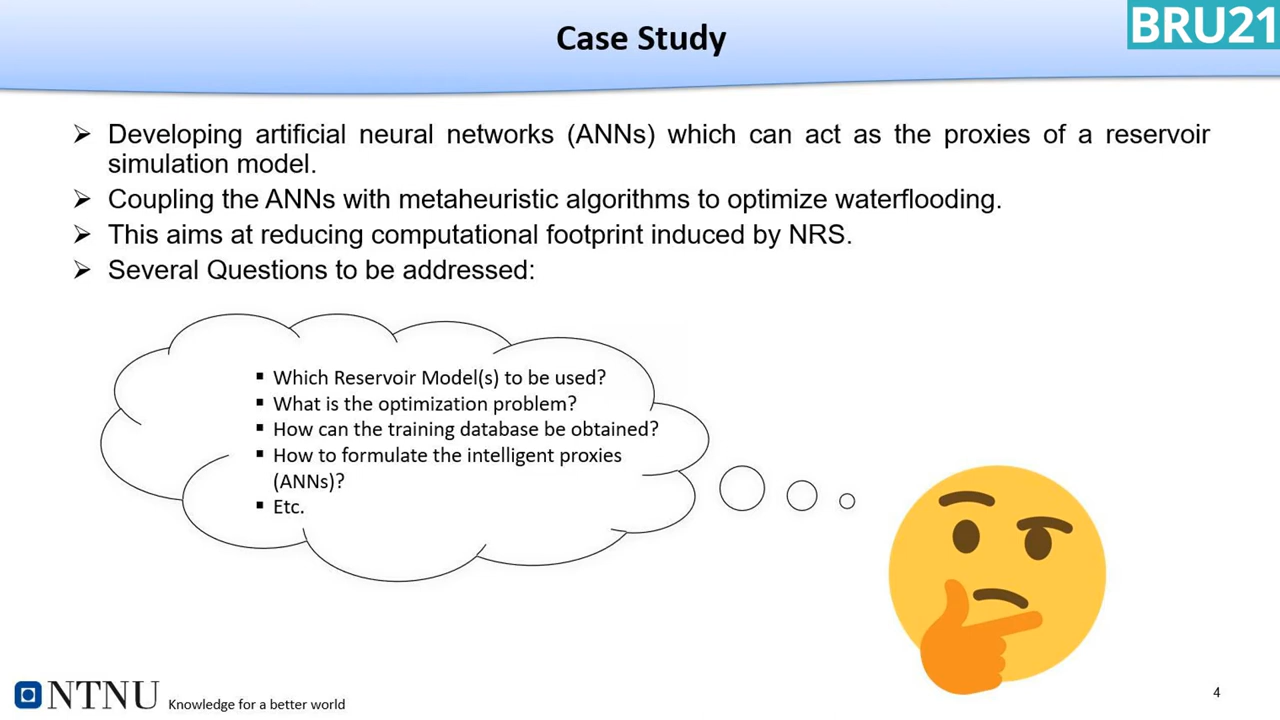 BRU21
Case Study
➢ Developing artificial neural networks (ANNs) which can act as the proxies of a reservoir
simulation model.
➢ Coupling the ANNs with metaheuristic algorithms to optimize waterflooding.
➢ This aims at reducing computational footprint induced by NRS.
➢ Several Questions to be addressed:
▪ Which Reservoir Model(s) to be used?
▪ What is the optimization problem?
▪ How can the training database be obtained?
▪ How to formulate the intelligent proxies
(ANNs)?
▪ Etc.
NTNU Knowledge for a better world
4